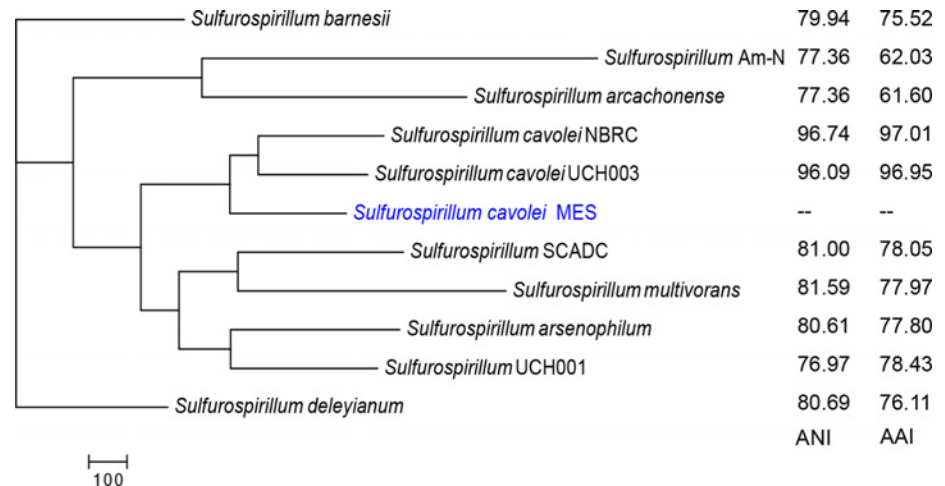 Sulfurospirillum barnesii 79.94 75.52
Sulfurospirillum Am-N 77.36 62.03
Sulfurospirillum arcachonense 77.36 61.60
Sulfurospirillum cavolei NBRC 96.74 97.01
Sulfurospirillum cavolei UCH003 96.09 96.95
Sulfurospirillum cavolei MES -- --
Sulfurospirillum SCADC 81.00 78.05
Sulfurospirillum multivorans 81.59 77.97
Sulfurospirillum arsenophilum 80.61 77.80
Sulfurospirillum UCH001 76.97 78.43
Sulfurospirillum deleyianum 80.69 76.11
ANI AAI
100